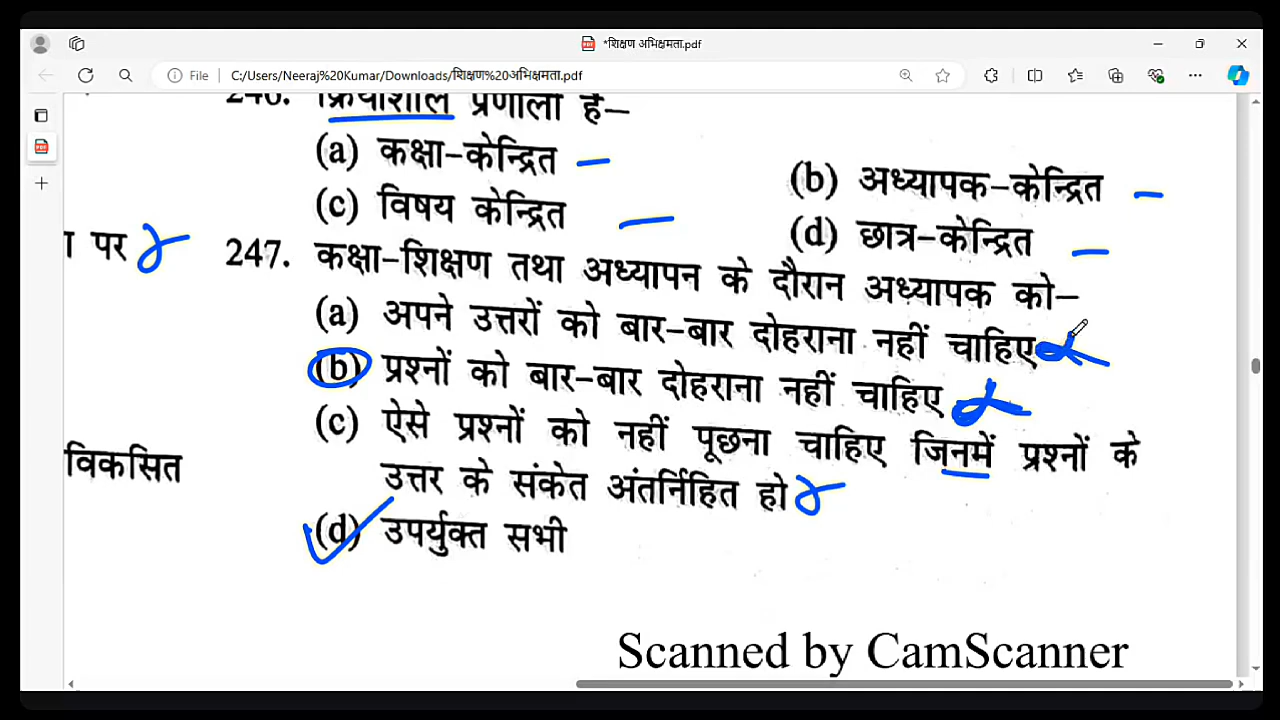 *शिक्षण अभिक्षमता.pdf
File C:/Users/Neeraj%20Kumar/Downloads/शिक्षण%20अभिक्षमता.pdf
246. क्रियाशील प्रणाली है–
(a) कक्षा-केन्द्रित
(b) अध्यापक-केन्द्रित
(c) विषय केन्द्रित
(d) छात्र-केन्द्रित
पर
247. कक्षा-शिक्षण तथा अध्यापन के दौरान अध्यापक को–
(a) अपने उत्तरों को बार-बार दोहराना नहीं चाहिए
(b) प्रश्नों को बार-बार दोहराना नहीं चाहिए
(c) ऐसे प्रश्नों को नहीं पूछना चाहिए जिनमें प्रश्नों के
विकसित
उत्तर के संकेत अंतर्निहित हो
(d) उपर्युक्त सभी
Scanned by CamScanner